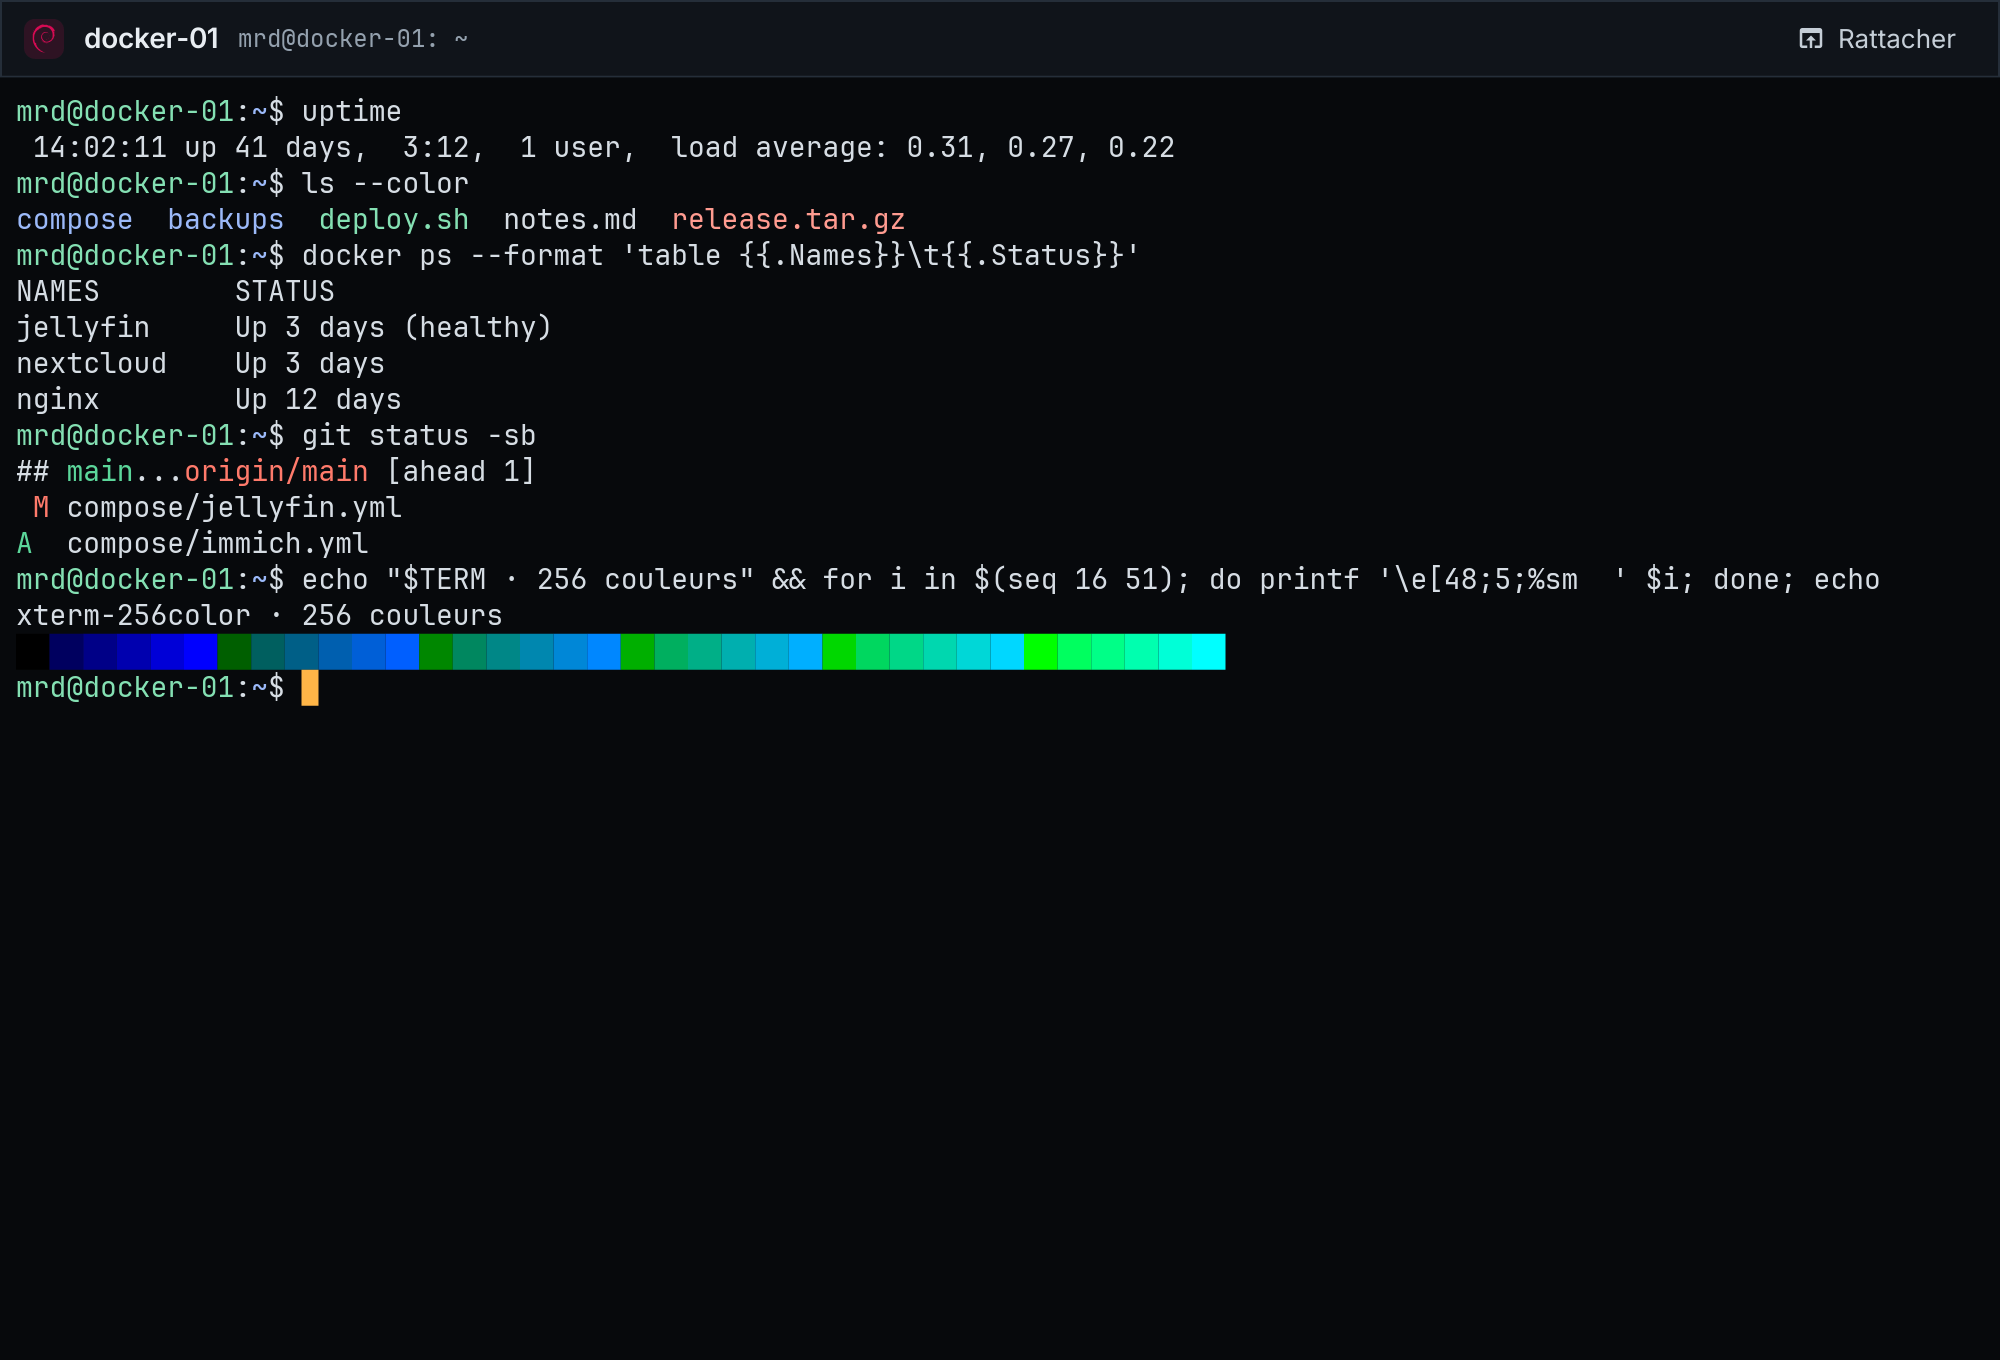 docker-01 mrd@docker-01: ~ Rattacher
mrd@docker-01:~$ uptime
 14:02:11 up 41 days,  3:12,  1 user,  load average: 0.31, 0.27, 0.22
mrd@docker-01:~$ ls --color
compose  backups  deploy.sh  notes.md  release.tar.gz
mrd@docker-01:~$ docker ps --format 'table {{.Names}}\t{{.Status}}'
NAMES        STATUS
jellyfin     Up 3 days (healthy)
nextcloud    Up 3 days
nginx        Up 12 days
mrd@docker-01:~$ git status -sb
## main...origin/main [ahead 1]
 M compose/jellyfin.yml
A  compose/immich.yml
mrd@docker-01:~$ echo "$TERM · 256 couleurs" && for i in $(seq 16 51); do printf '\e[48;5;%sm  ' $i; done; echo
xterm-256color · 256 couleurs
mrd@docker-01:~$